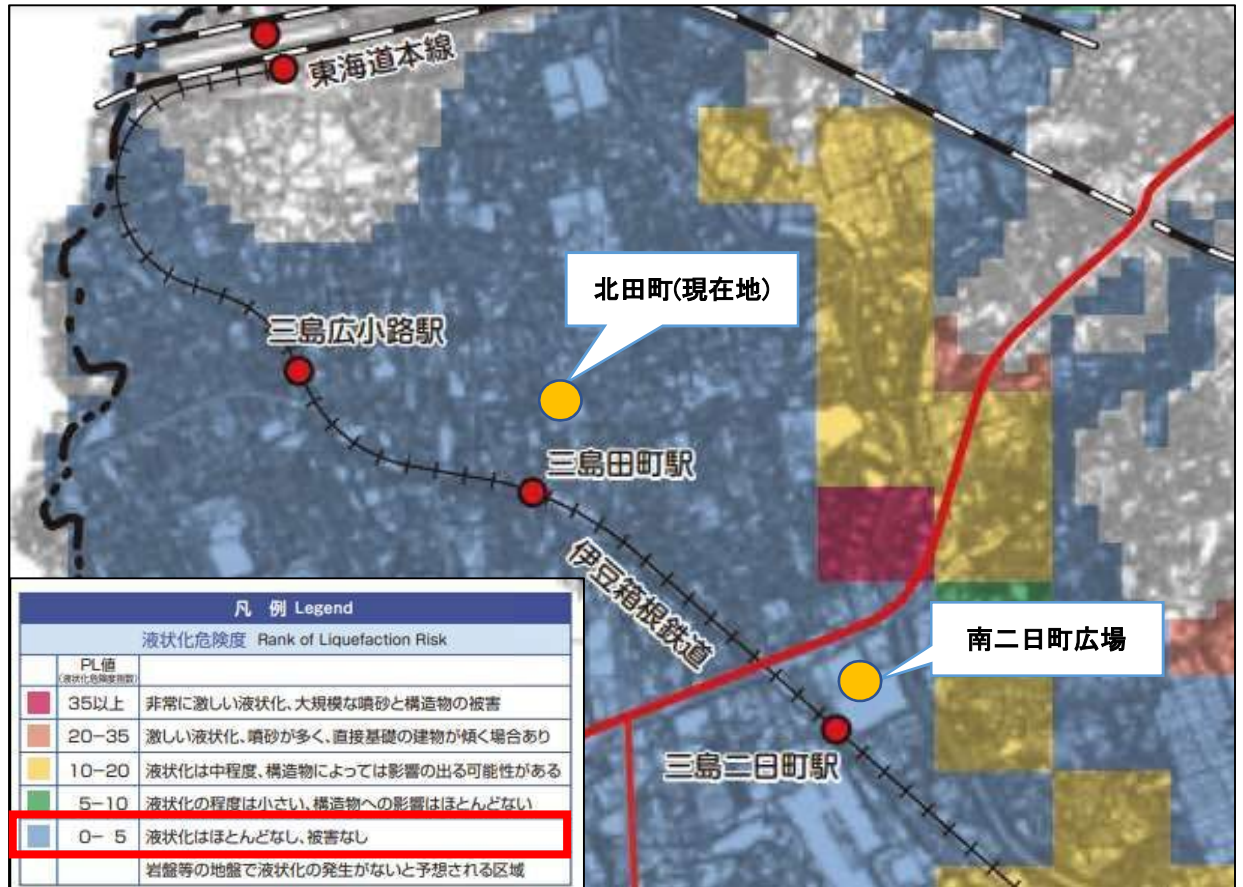 東海道本線
北田町(現在地)
三島広小路駅
三島田町駅
伊豆箱根鉄道
南二日町広場
三島二日町駅
凡 例 Legend
液状化危険度 Rank of Liquefaction Risk
PL値
(液状化危険度指数)
35以上 非常に激しい液状化、大規模な噴砂と構造物の被害
20-35 激しい液状化、噴砂が多く、直接基礎の建物が傾く場合あり
10-20 液状化は中程度、構造物によっては影響の出る可能性がある
5-10 液状化の程度は小さい、構造物への影響はほとんどない
0- 5 液状化はほとんどなし、被害なし
岩盤等の地盤で液状化の発生がないと予想される区域